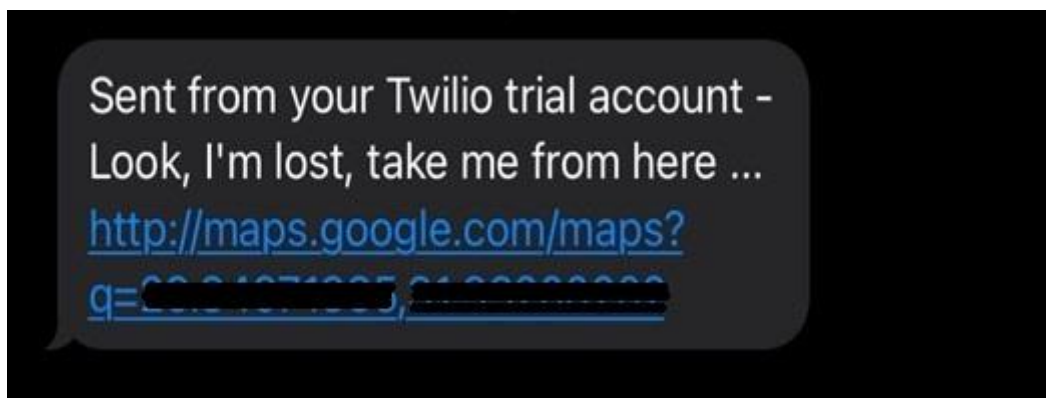 Sent from your Twilio trial account -
Look, I'm lost, take me from here ...
http://maps.google.com/maps?
q=